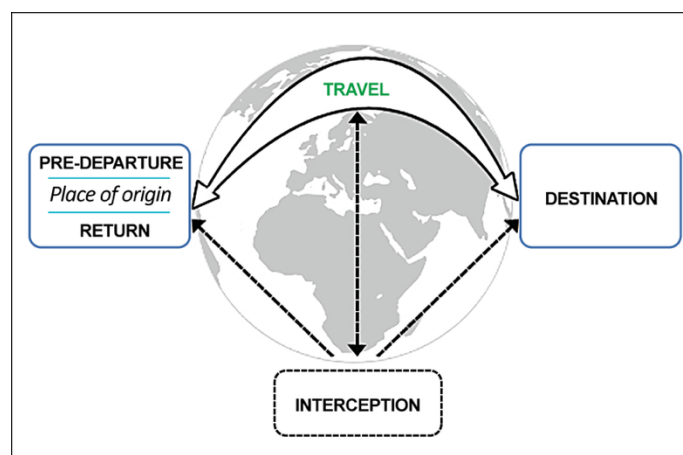 TRAVEL
PRE-DEPARTURE
Place of origin
RETURN
DESTINATION
INTERCEPTION